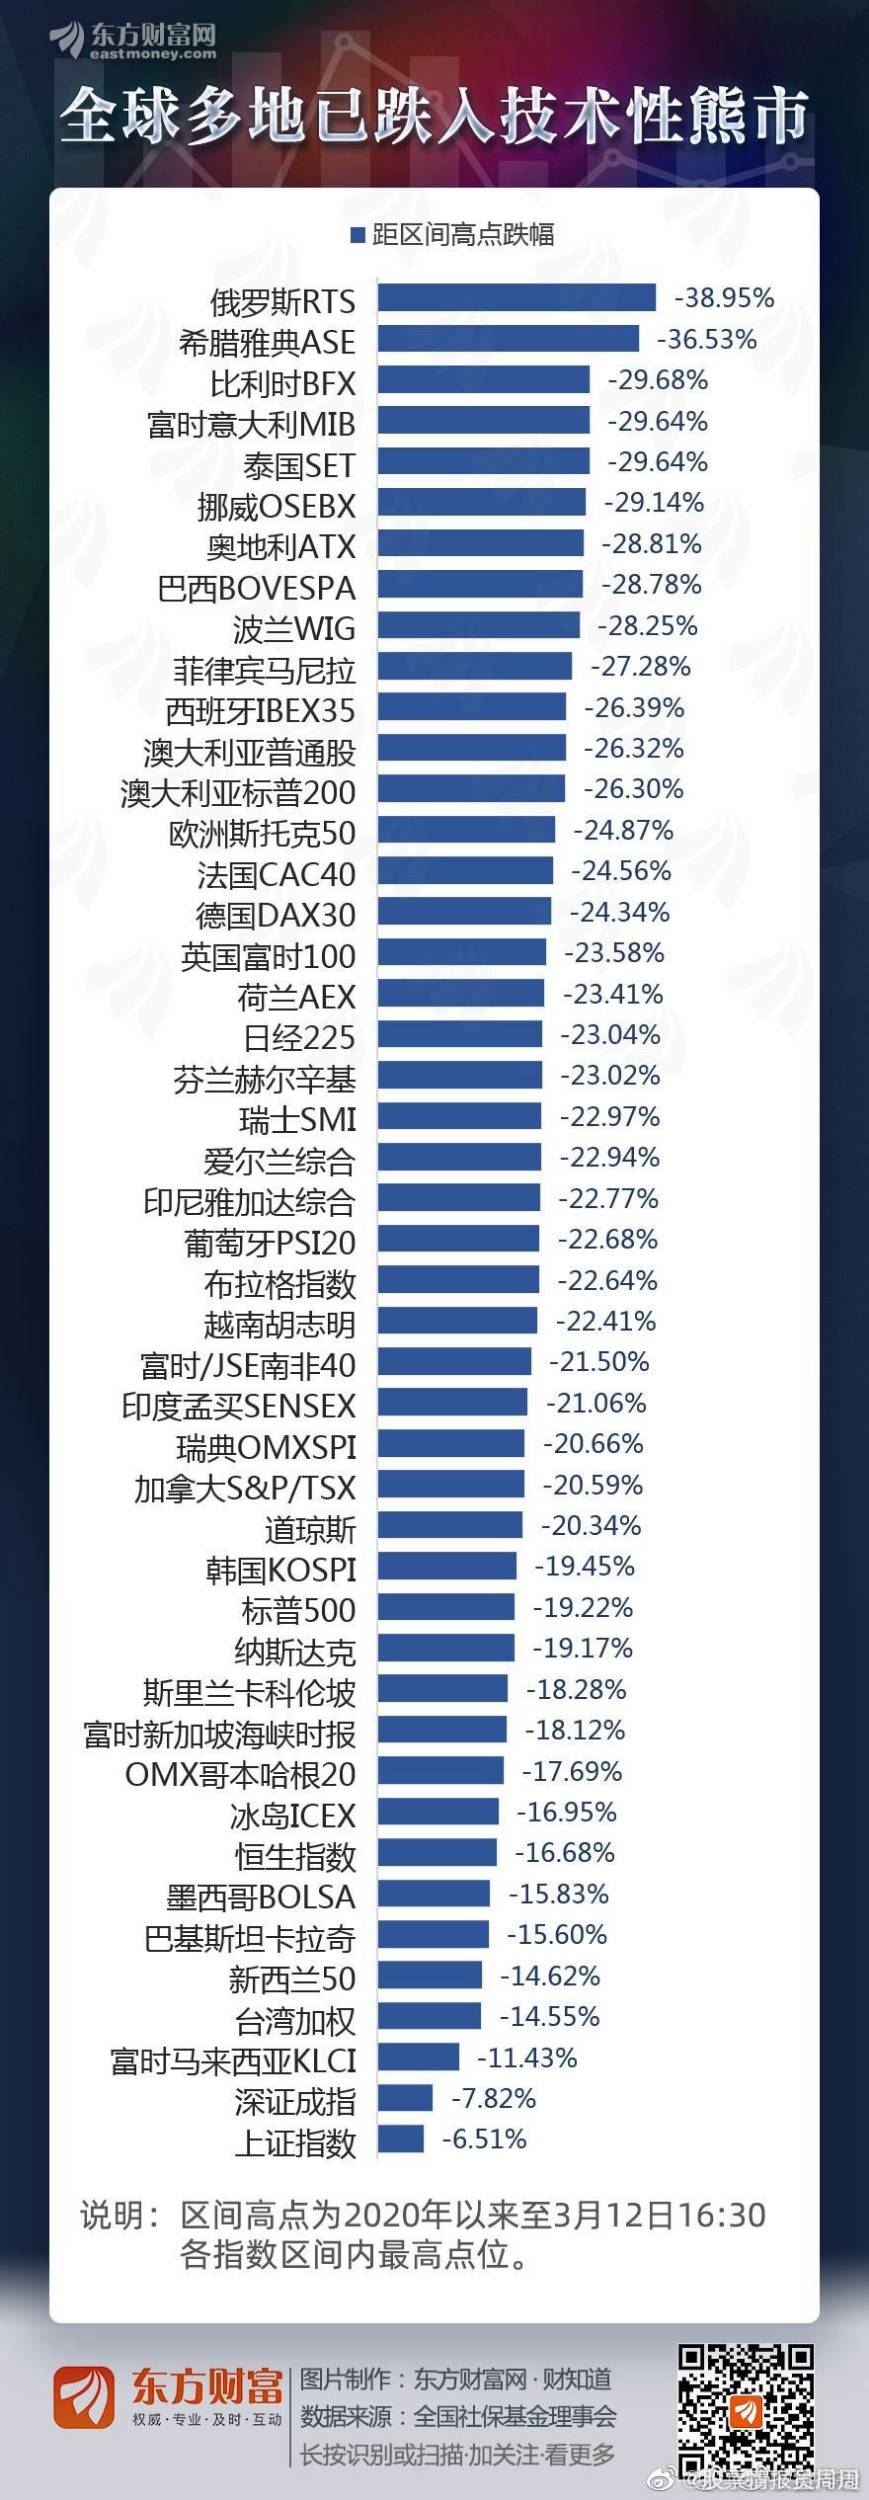 东方财富网
eastmoney.com
全球多地已跌入技术性熊市
距区间高点跌幅
俄罗斯RTS -38.95%
希腊雅典ASE -36.53%
比利时BFX -29.68%
富时意大利MIB -29.64%
泰国SET -29.64%
挪威OSEBX -29.14%
奥地利ATX -28.81%
巴西BOVESPA -28.78%
波兰WIG -28.25%
菲律宾马尼拉 -27.28%
西班牙IBEX35 -26.39%
澳大利亚普通股 -26.32%
澳大利亚标普200 -26.30%
欧洲斯托克50 -24.87%
法国CAC40 -24.56%
德国DAX30 -24.34%
英国富时100 -23.58%
荷兰AEX -23.41%
日经225 -23.04%
芬兰赫尔辛基 -23.02%
瑞士SMI -22.97%
爱尔兰综合 -22.94%
印尼雅加达综合 -22.77%
葡萄牙PSI20 -22.68%
布拉格指数 -22.64%
越南胡志明 -22.41%
富时/JSE南非40 -21.50%
印度孟买SENSEX -21.06%
瑞典OMXSPI -20.66%
加拿大S&P/TSX -20.59%
道琼斯 -20.34%
韩国KOSPI -19.45%
标普500 -19.22%
纳斯达克 -19.17%
斯里兰卡科伦坡 -18.28%
富时新加坡海峡时报 -18.12%
OMX哥本哈根20 -17.69%
冰岛ICEX -16.95%
恒生指数 -16.68%
墨西哥BOLSA -15.83%
巴基斯坦卡拉奇 -15.60%
新西兰50 -14.62%
台湾加权 -14.55%
富时马来西亚KLCI -11.43%
深证成指 -7.82%
上证指数 -6.51%
说明：区间高点为2020年以来至3月12日16:30
各指数区间内最高点位。
东方财富
权威·专业·及时·互动
图片制作：东方财富网·财知道
数据来源：全国社保基金理事会
长按识别或扫描·加关注·看更多
@股票情报员周周